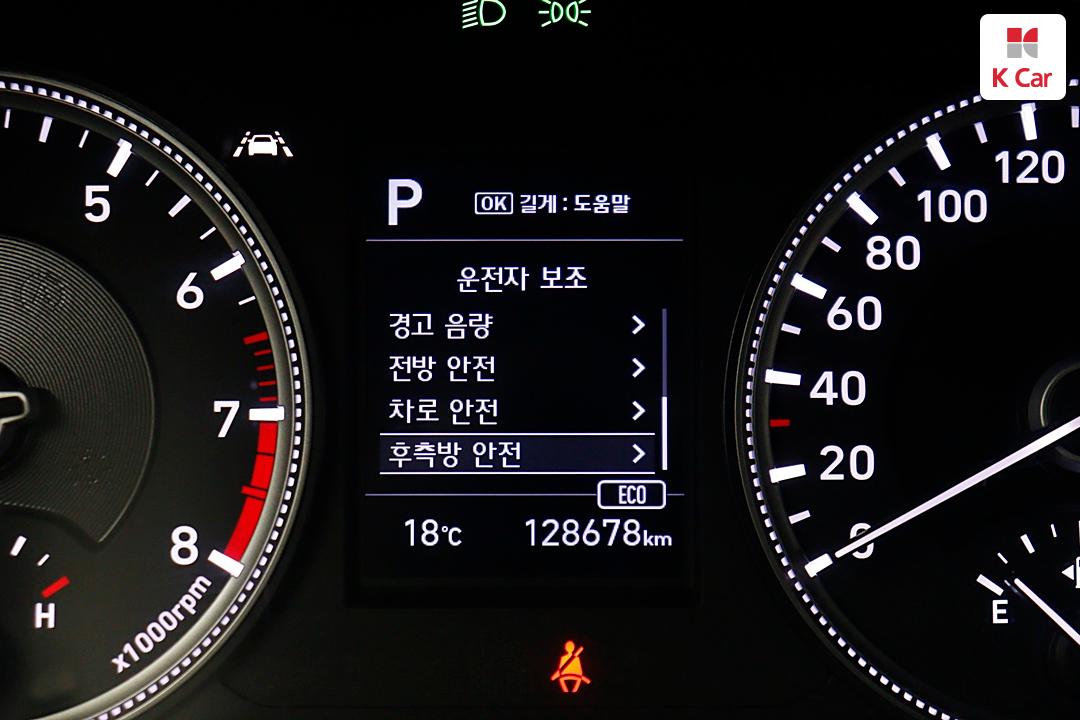 K Car
P
OK 길게 : 도움말
운전자 보조
경고 음량
전방 안전
차로 안전
후측방 안전
ECO
18°C 128678km
5
6
7
8
x1000rpm
H
120
100
80
60
40
20
0
E